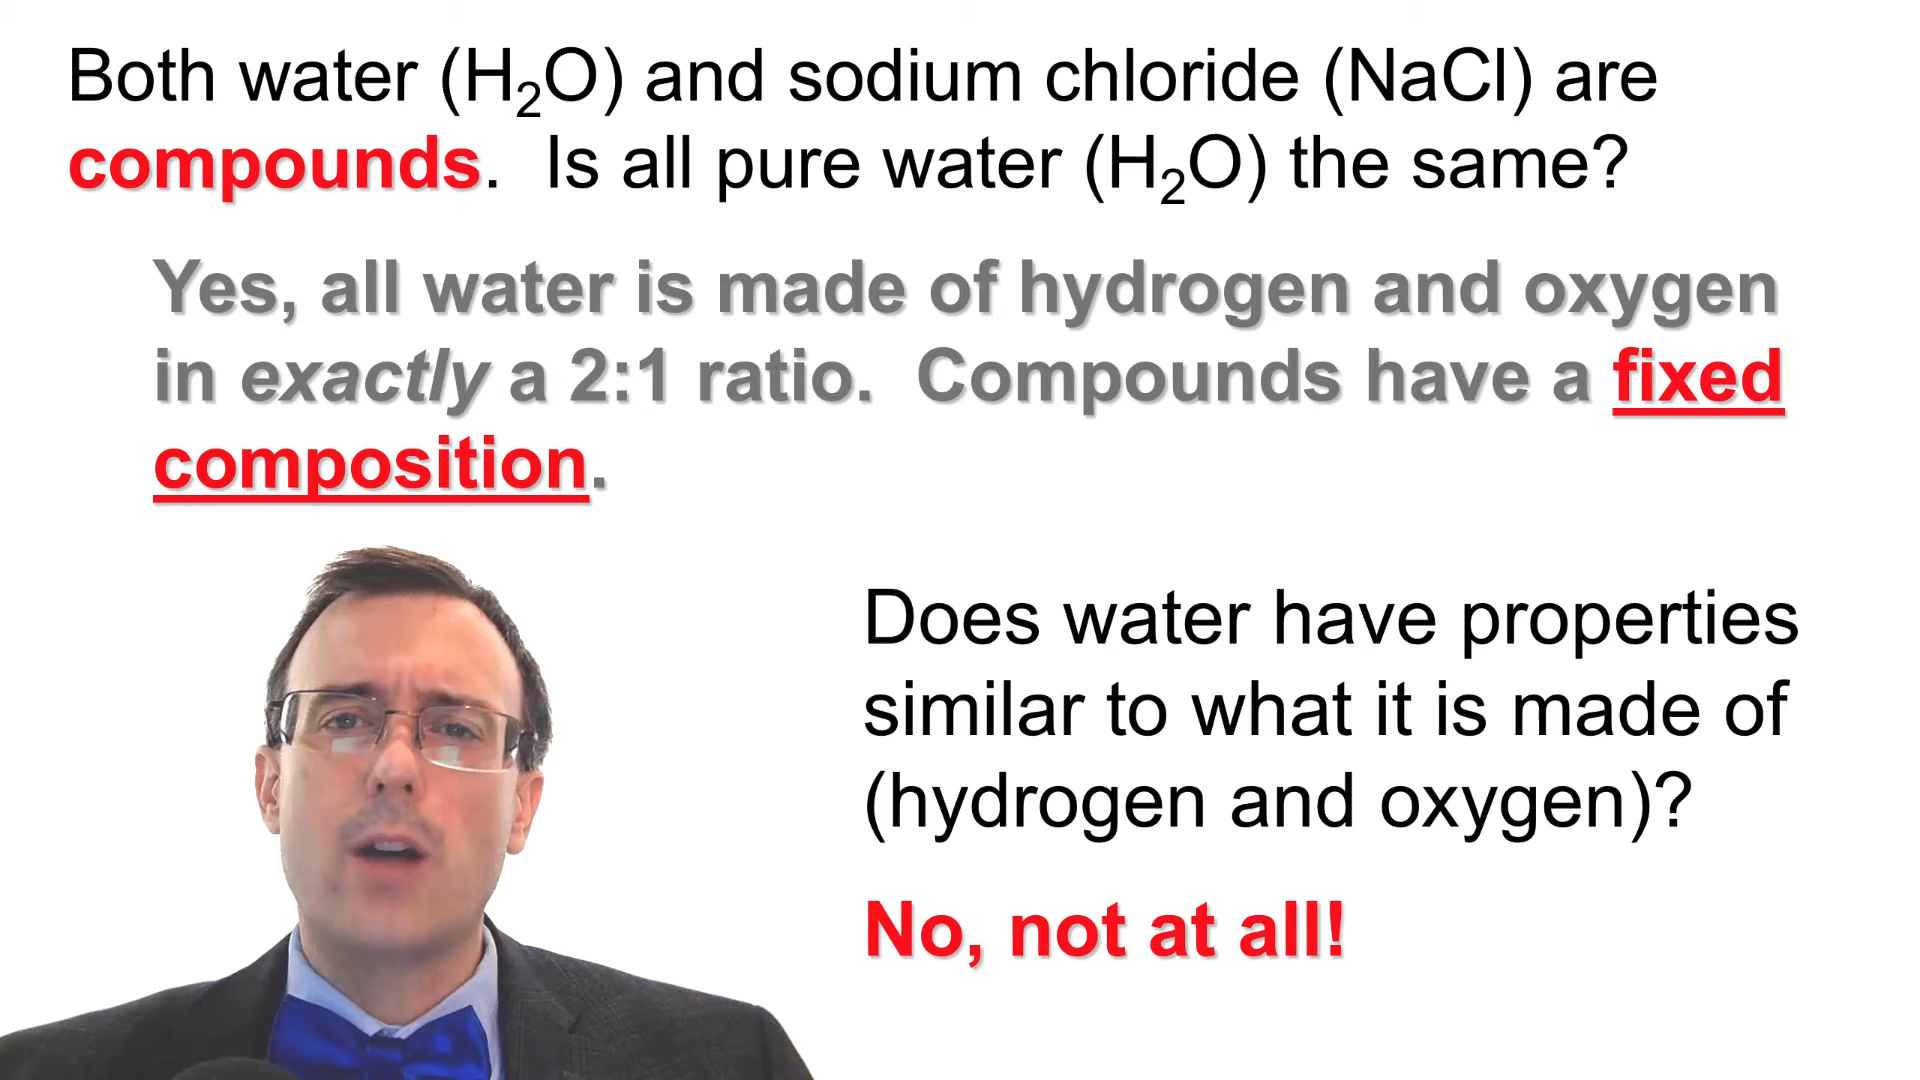 Both water (H₂O) and sodium chloride (NaCl) are
compounds. Is all pure water (H₂O) the same?
Yes, all water is made of hydrogen and oxygen
in exactly a 2:1 ratio. Compounds have a fixed
composition.
Does water have properties
similar to what it is made of
(hydrogen and oxygen)?
No, not at all!